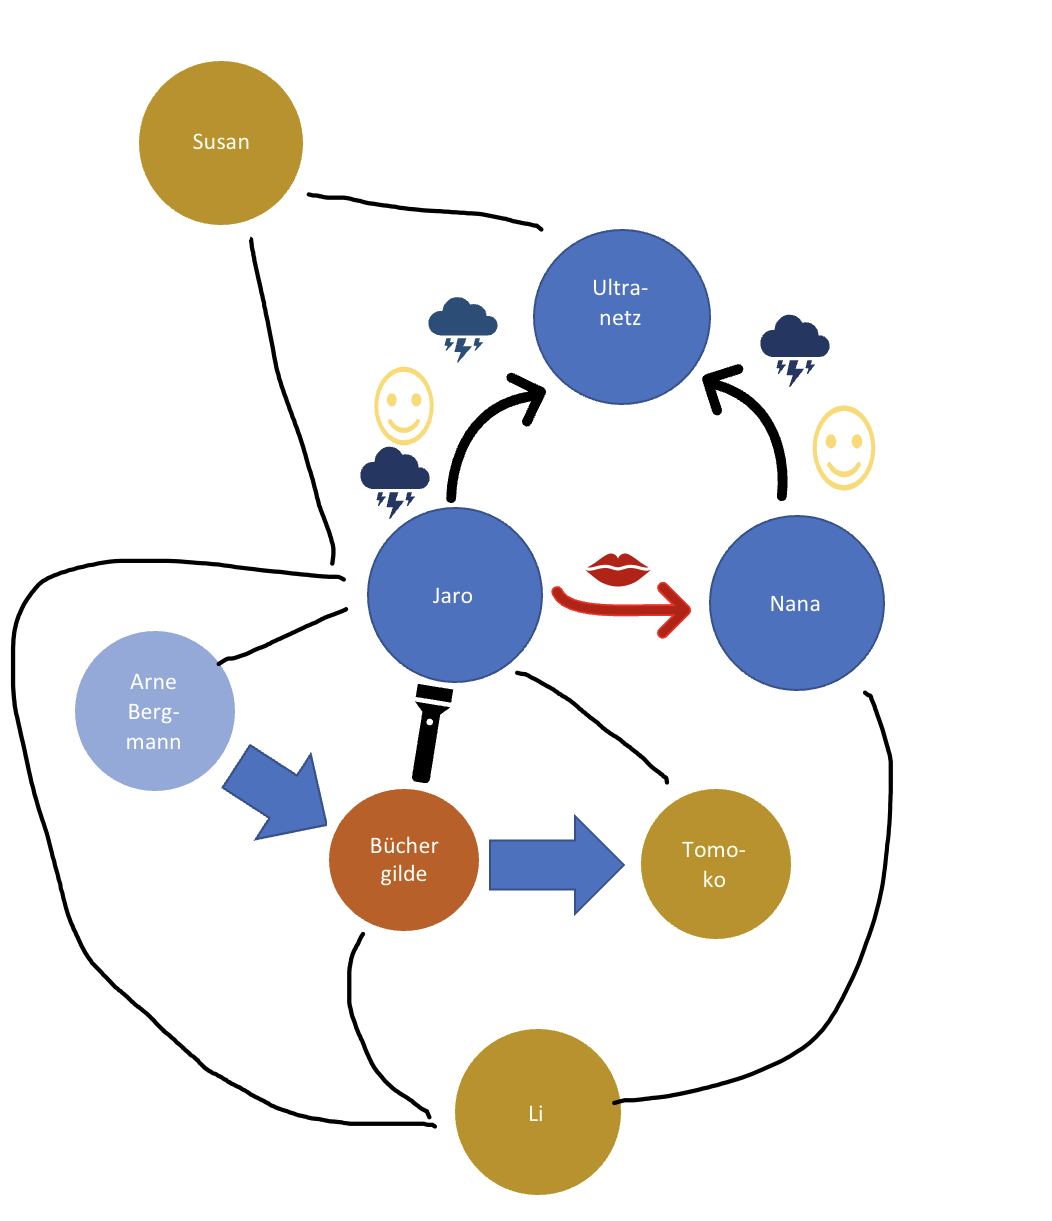 Susan
Ultra-
netz
Jaro
Nana
Arne
Berg-
mann
Bücher
gilde
Tomo-
ko
Li